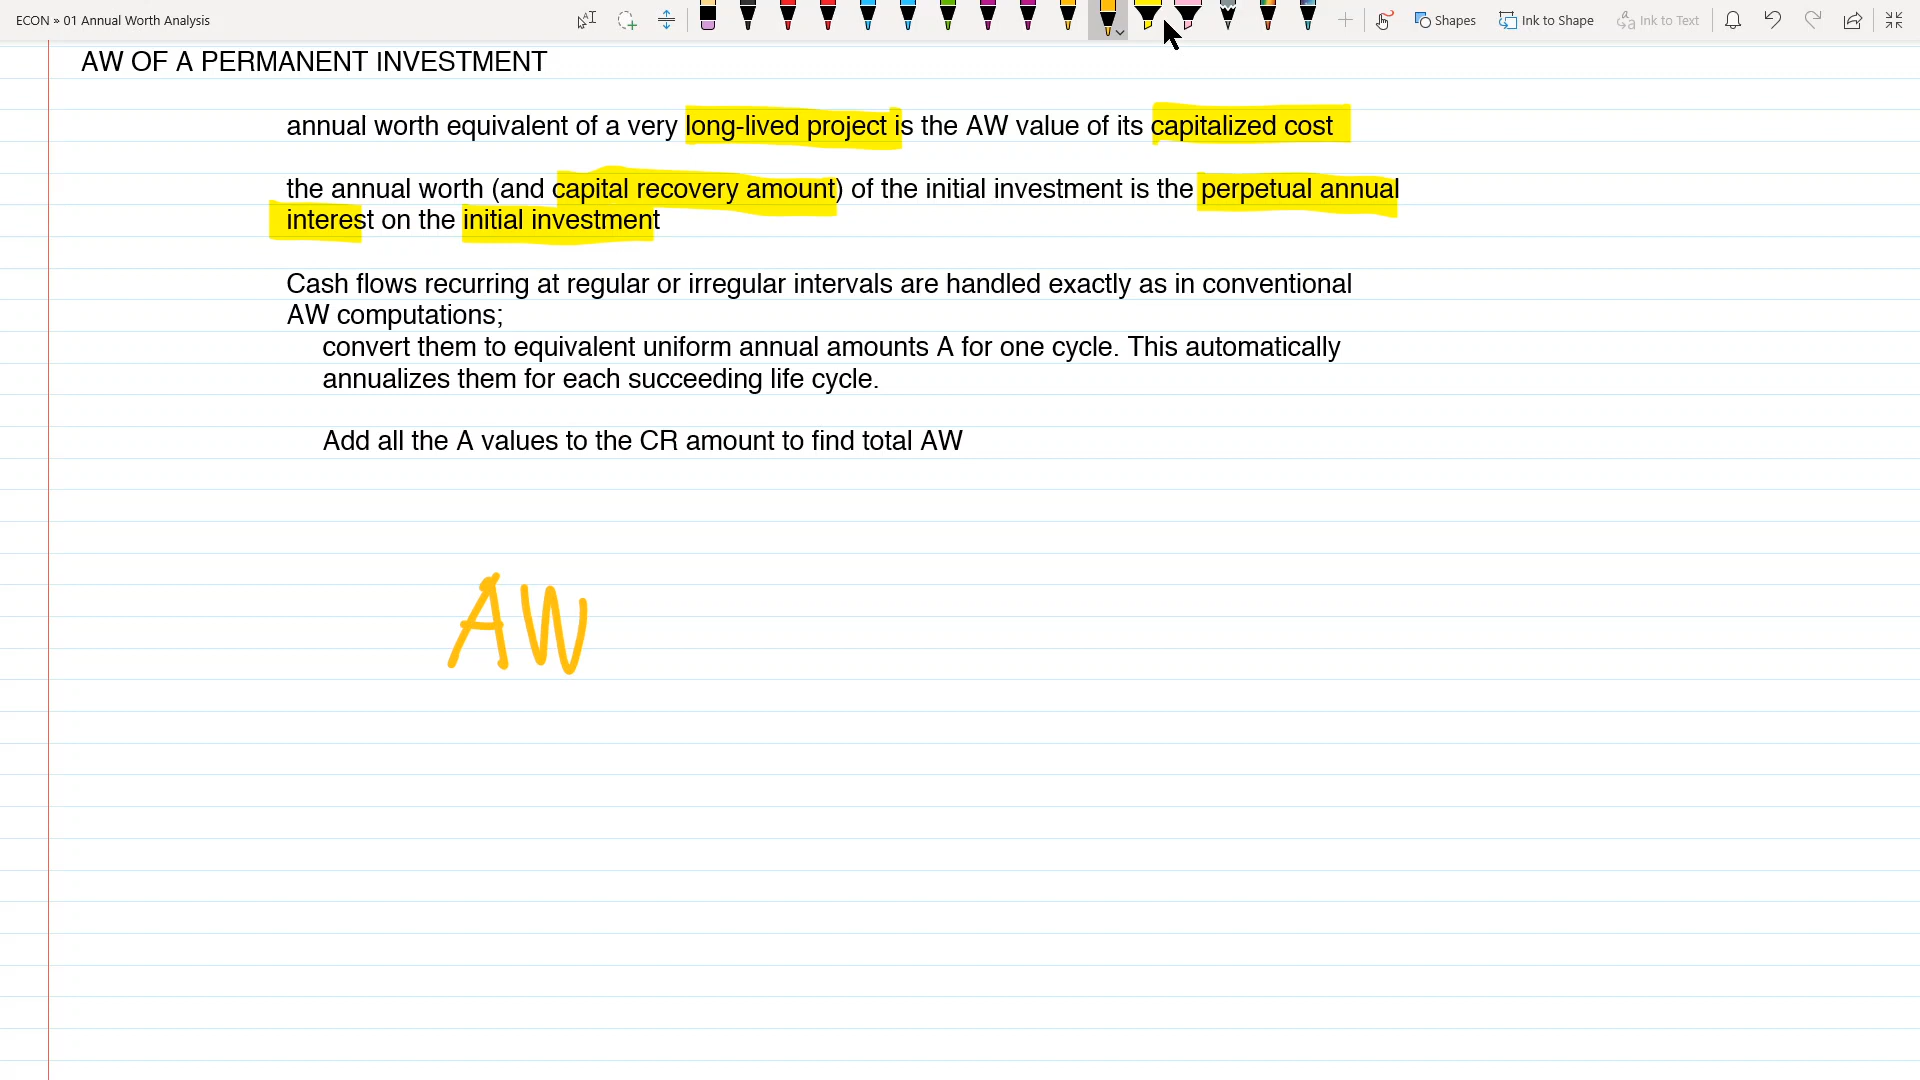 ECON » 01 Annual Worth Analysis
Shapes
Ink to Shape
Ink to Text
AW OF A PERMANENT INVESTMENT
annual worth equivalent of a very long-lived project is the AW value of its capitalized cost
the annual worth (and capital recovery amount) of the initial investment is the perpetual annual
interest on the initial investment
Cash flows recurring at regular or irregular intervals are handled exactly as in conventional
AW computations;
convert them to equivalent uniform annual amounts A for one cycle. This automatically
annualizes them for each succeeding life cycle.
Add all the A values to the CR amount to find total AW
AW